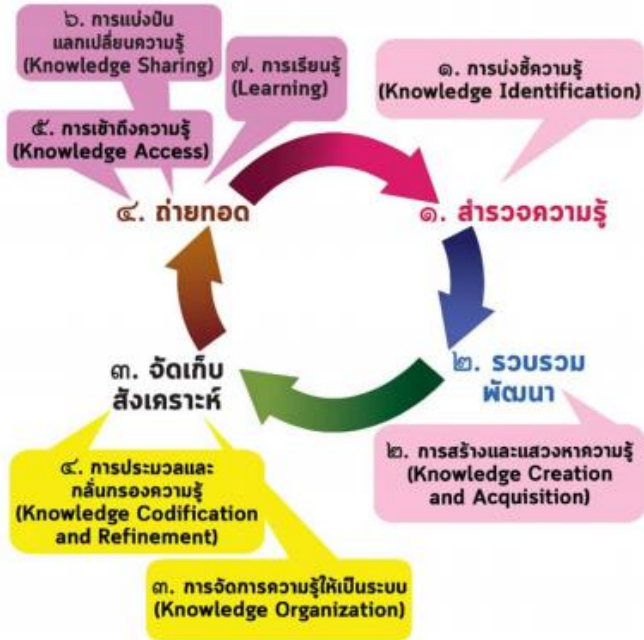 ๖. การแบ่งปัน
แลกเปลี่ยนความรู้
(Knowledge Sharing)
๗. การเรียนรู้
(Learning)
๑. การบ่งชี้ความรู้
(Knowledge Identification)
๕. การเข้าถึงความรู้
(Knowledge Access)
๔. ถ่ายทอด
๑. สำรวจความรู้
๓. จัดเก็บ
สังเคราะห์
๒. รวบรวม
พัฒนา
๔. การประมวลและ
กลั่นกรองความรู้
(Knowledge Codification
and Refinement)
๒. การสร้างและแสวงหาความรู้
(Knowledge Creation
and Acquisition)
๓. การจัดการความรู้ให้เป็นระบบ
(Knowledge Organization)